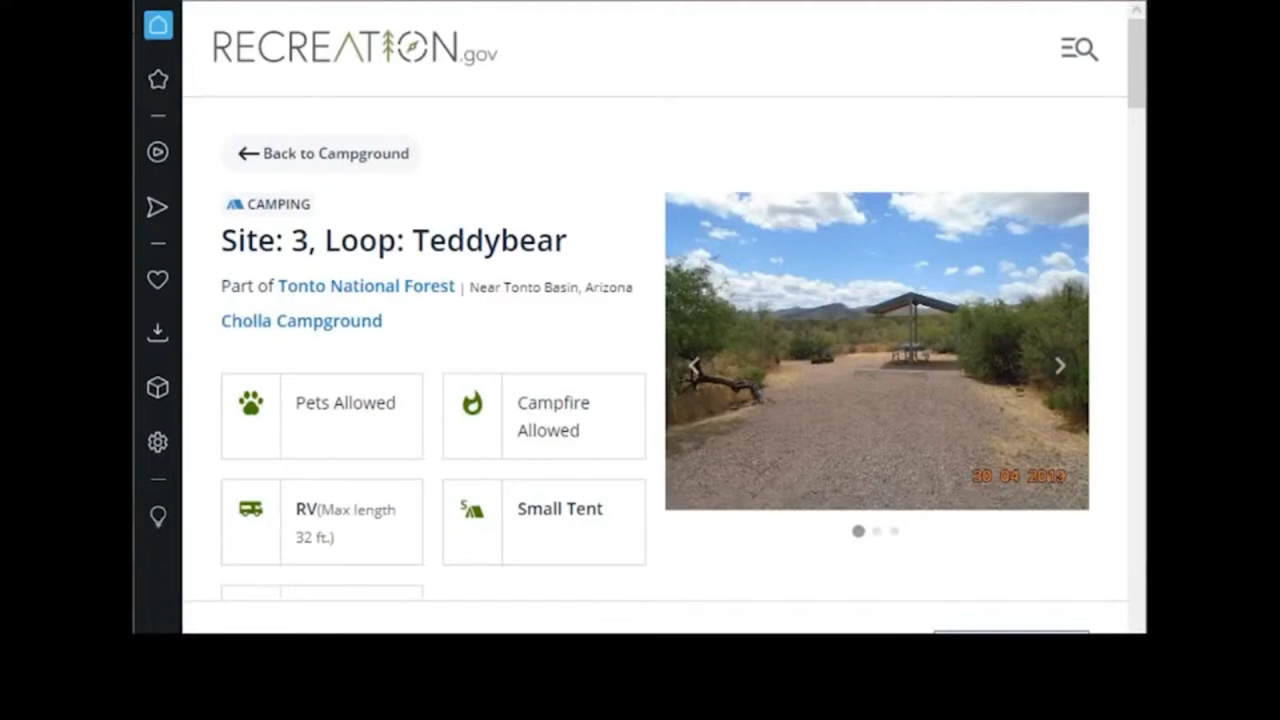 RECREATION.gov
Back to Campground
CAMPING
Site: 3, Loop: Teddybear
Part of Tonto National Forest | Near Tonto Basin, Arizona
Cholla Campground
Pets Allowed
Campfire
Allowed
RV(Max length
32 ft.)
S
Small Tent
30 04 2019